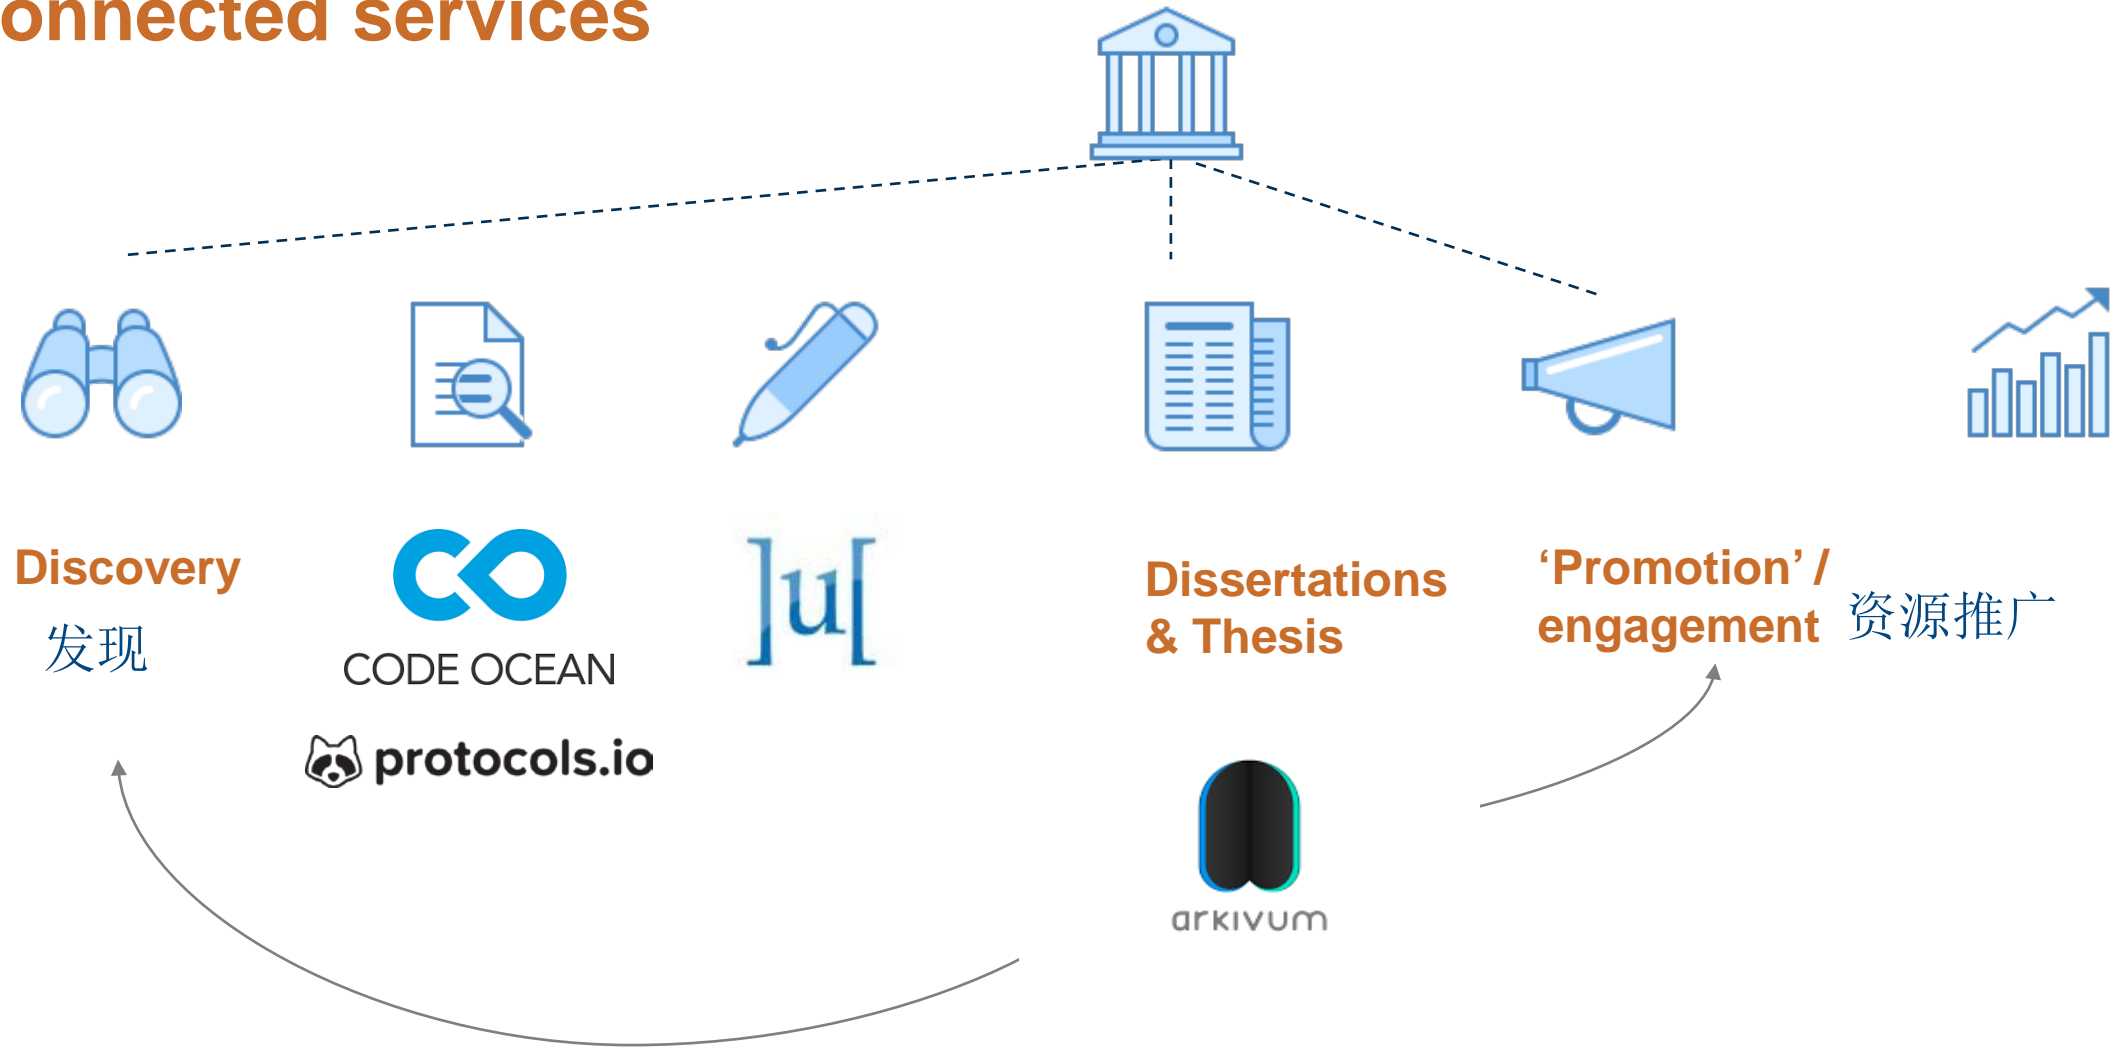 onnected services
Discovery
发现
CODE OCEAN
protocols.io
]u[
Dissertations
& Thesis
arkivum
‘Promotion’ /
engagement 资源推广